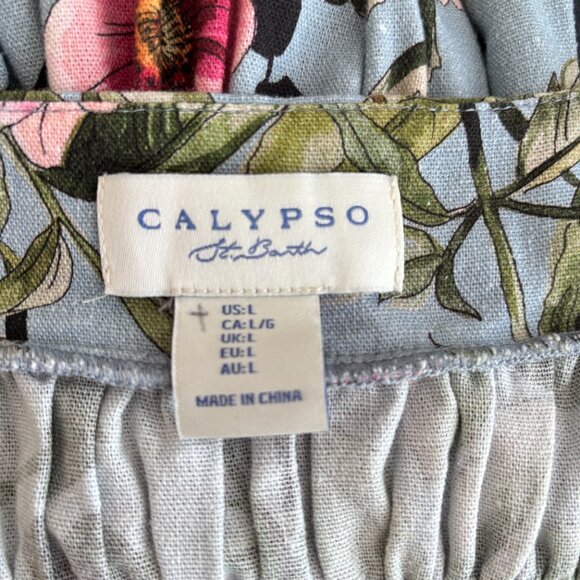 CALYPSO
St. Barth
US: L
CA: L/G
UK: L
EU: L
AU: L
MADE IN CHINA